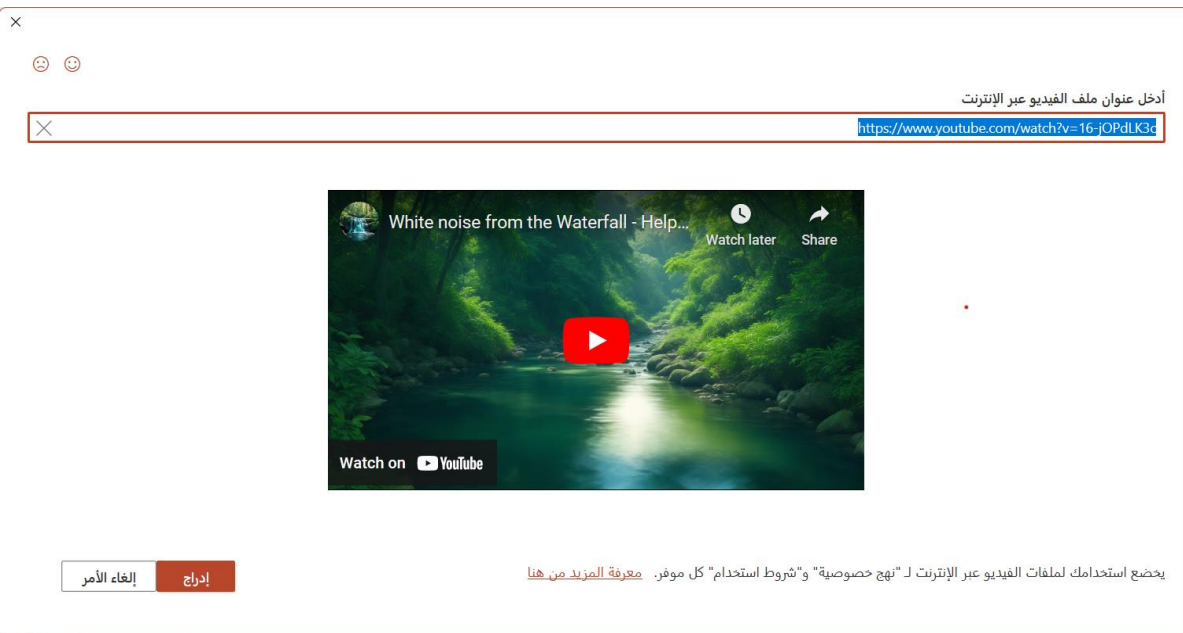 أدخل عنوان ملف الفيديو عبر الإنترنت
https://www.youtube.com/watch?v=16-jOPdLK3c
White noise from the Waterfall - Help...
Watch later
Share
Watch on YouTube
يخضع استخدامك لملفات الفيديو عبر الإنترنت لـ "نهج خصوصية" و"شروط استخدام" كل موفر. معرفة المزيد من هنا
إدراج
إلغاء الأمر